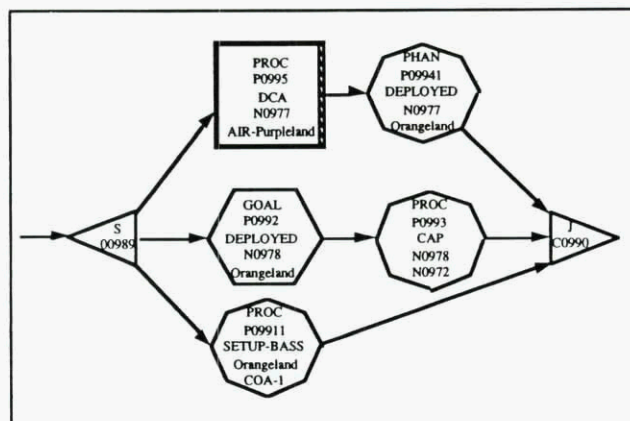 PROC
P0995
DCA
N0977
AIR-Purpleland
PHAN
P09941
DEPLOYED
N0977
Orangeland
S
00989
GOAL
P0992
DEPLOYED
N0978
Orangeland
PROC
P0993
CAP
N0978
N0972
J
C0990
PROC
P09911
SETUP-BASS
Orangeland
COA-1